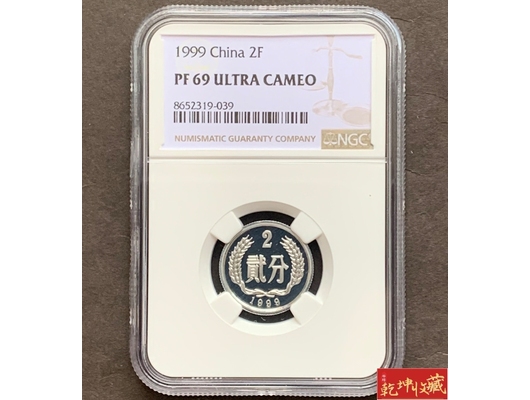 1999 China 2F
PF 69 ULTRA CAMEO
8652319-039
NUMISMATIC GUARANTY COMPANY
NGC
2
贰分
1999
乾坤收藏